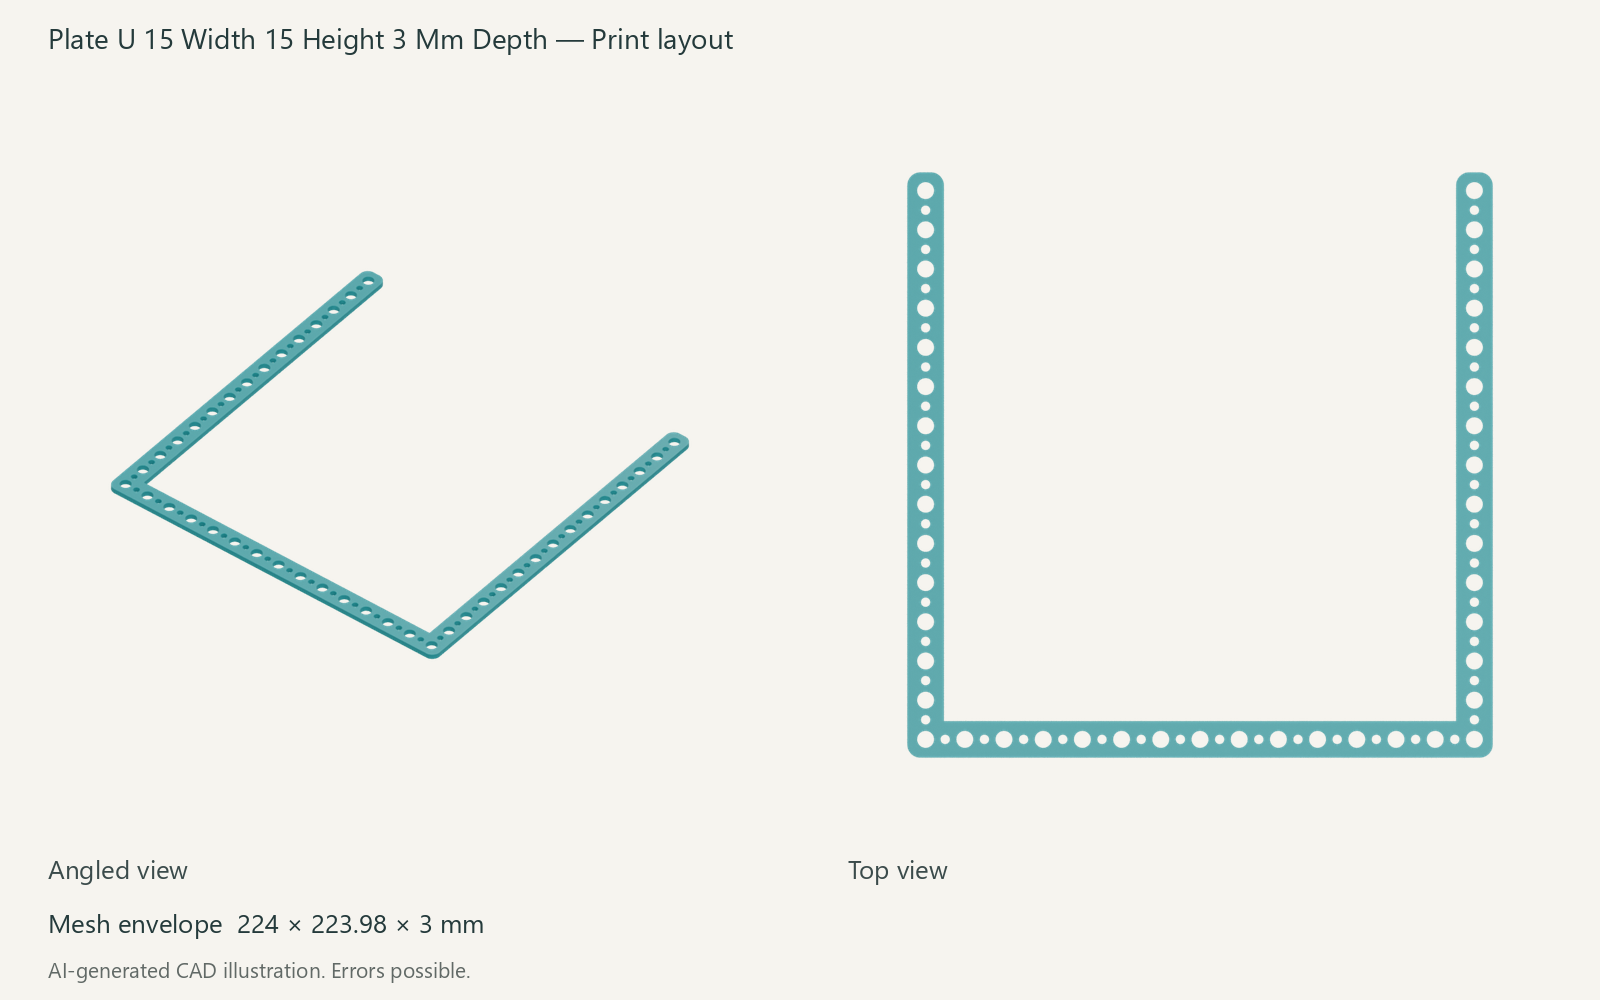 Plate U 15 Width 15 Height 3 Mm Depth — Print layout
Angled view
Top view
Mesh envelope 224 × 223.98 × 3 mm
AI-generated CAD illustration. Errors possible.